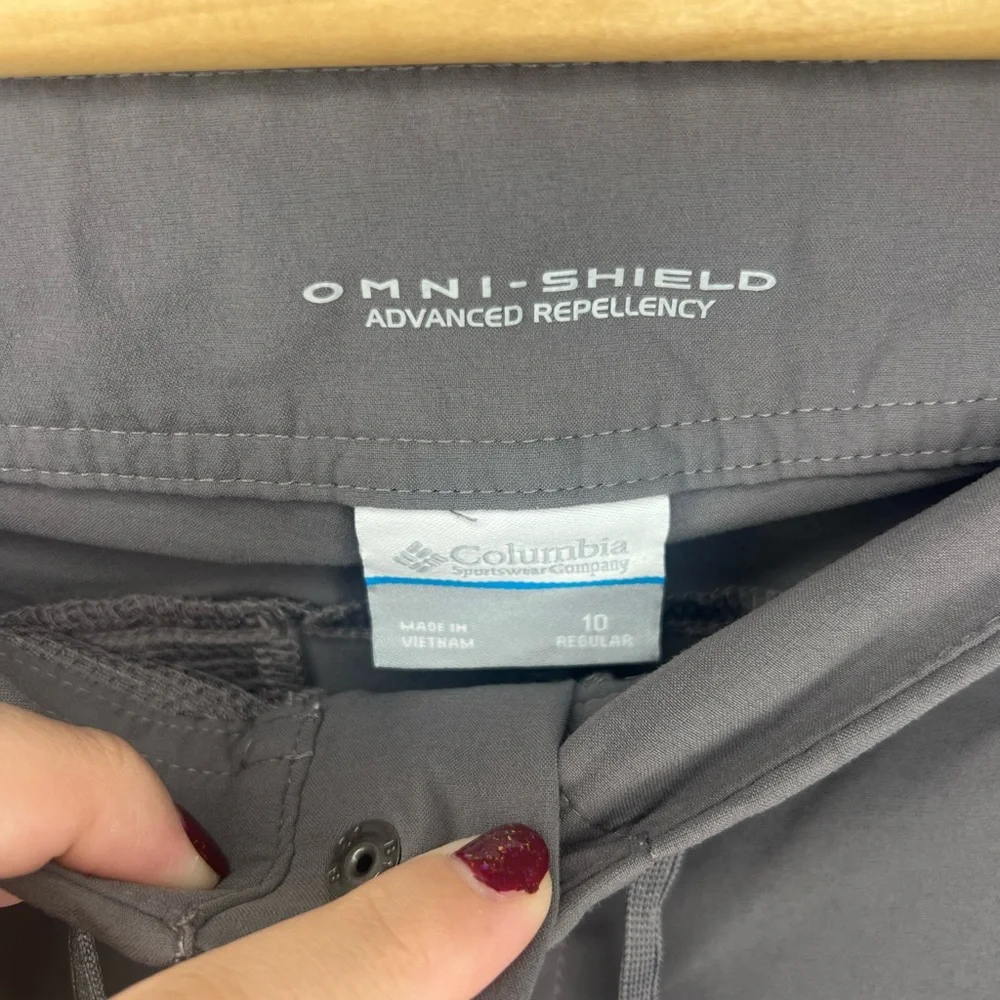 OMNI-SHIELD
ADVANCED REPELLENCY
Columbia
Sportswear Company
MADE IN
VIETNAM
10
REGULAR